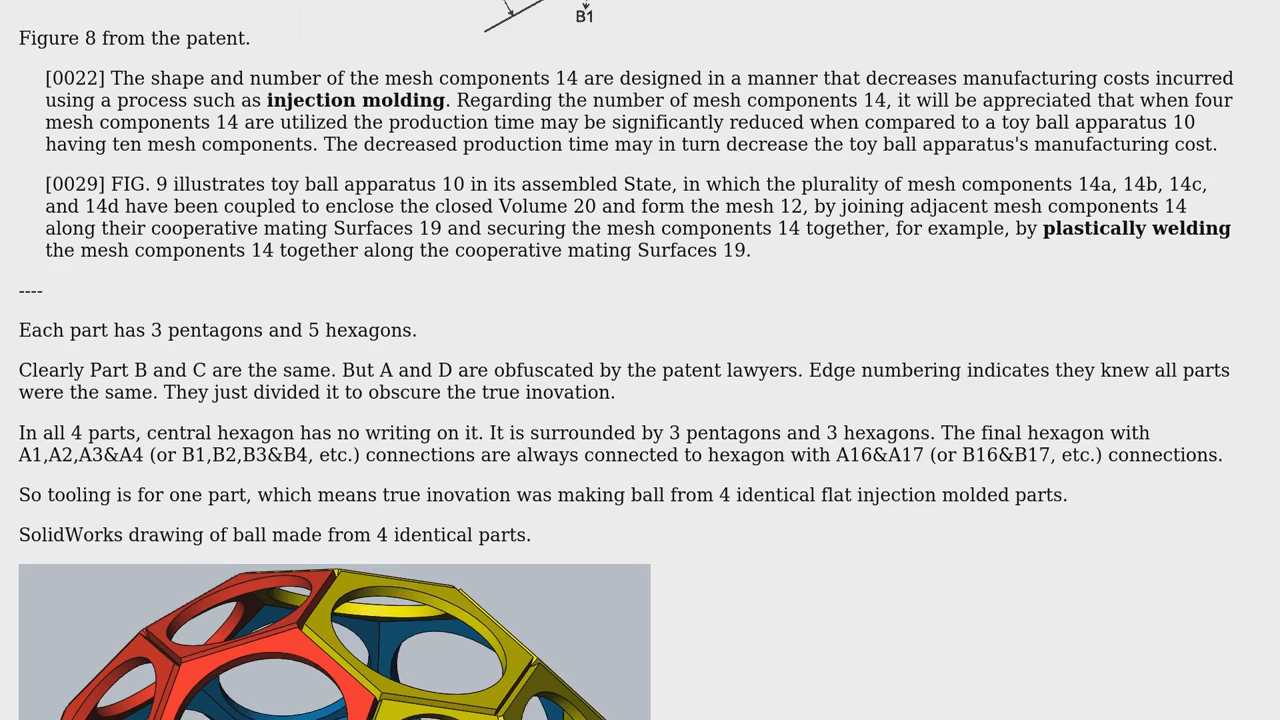 B1
Figure 8 from the patent.
[0022] The shape and number of the mesh components 14 are designed in a manner that decreases manufacturing costs incurred
using a process such as injection molding. Regarding the number of mesh components 14, it will be appreciated that when four
mesh components 14 are utilized the production time may be significantly reduced when compared to a toy ball apparatus 10
having ten mesh components. The decreased production time may in turn decrease the toy ball apparatus's manufacturing cost.
[0029] FIG. 9 illustrates toy ball apparatus 10 in its assembled State, in which the plurality of mesh components 14a, 14b, 14c,
and 14d have been coupled to enclose the closed Volume 20 and form the mesh 12, by joining adjacent mesh components 14
along their cooperative mating Surfaces 19 and securing the mesh components 14 together, for example, by plastically welding
the mesh components 14 together along the cooperative mating Surfaces 19.
----
Each part has 3 pentagons and 5 hexagons.
Clearly Part B and C are the same. But A and D are obfuscated by the patent lawyers. Edge numbering indicates they knew all parts
were the same. They just divided it to obscure the true inovation.
In all 4 parts, central hexagon has no writing on it. It is surrounded by 3 pentagons and 3 hexagons. The final hexagon with
A1,A2,A3&A4 (or B1,B2,B3&B4, etc.) connections are always connected to hexagon with A16&A17 (or B16&B17, etc.) connections.
So tooling is for one part, which means true inovation was making ball from 4 identical flat injection molded parts.
SolidWorks drawing of ball made from 4 identical parts.